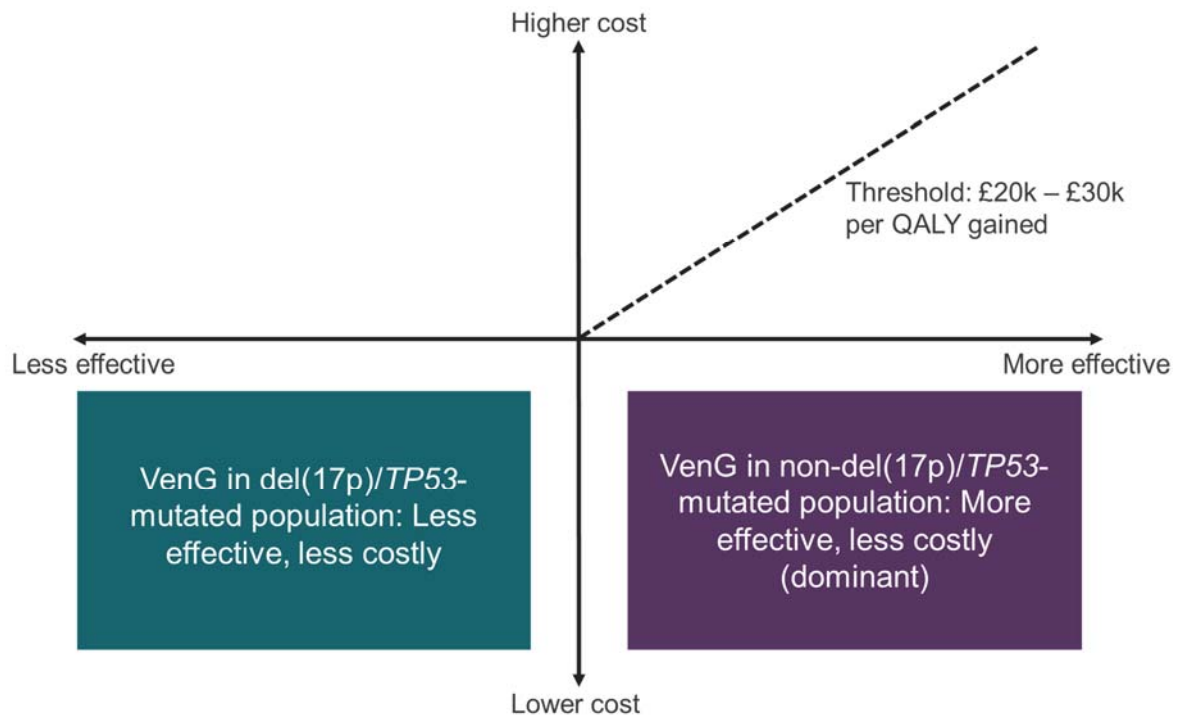 Higher cost
Threshold: £20k – £30k
per QALY gained
Less effective
More effective
VenG in del(17p)/TP53-
mutated population: Less
effective, less costly
VenG in non-del(17p)/TP53-
mutated population: More
effective, less costly
(dominant)
Lower cost